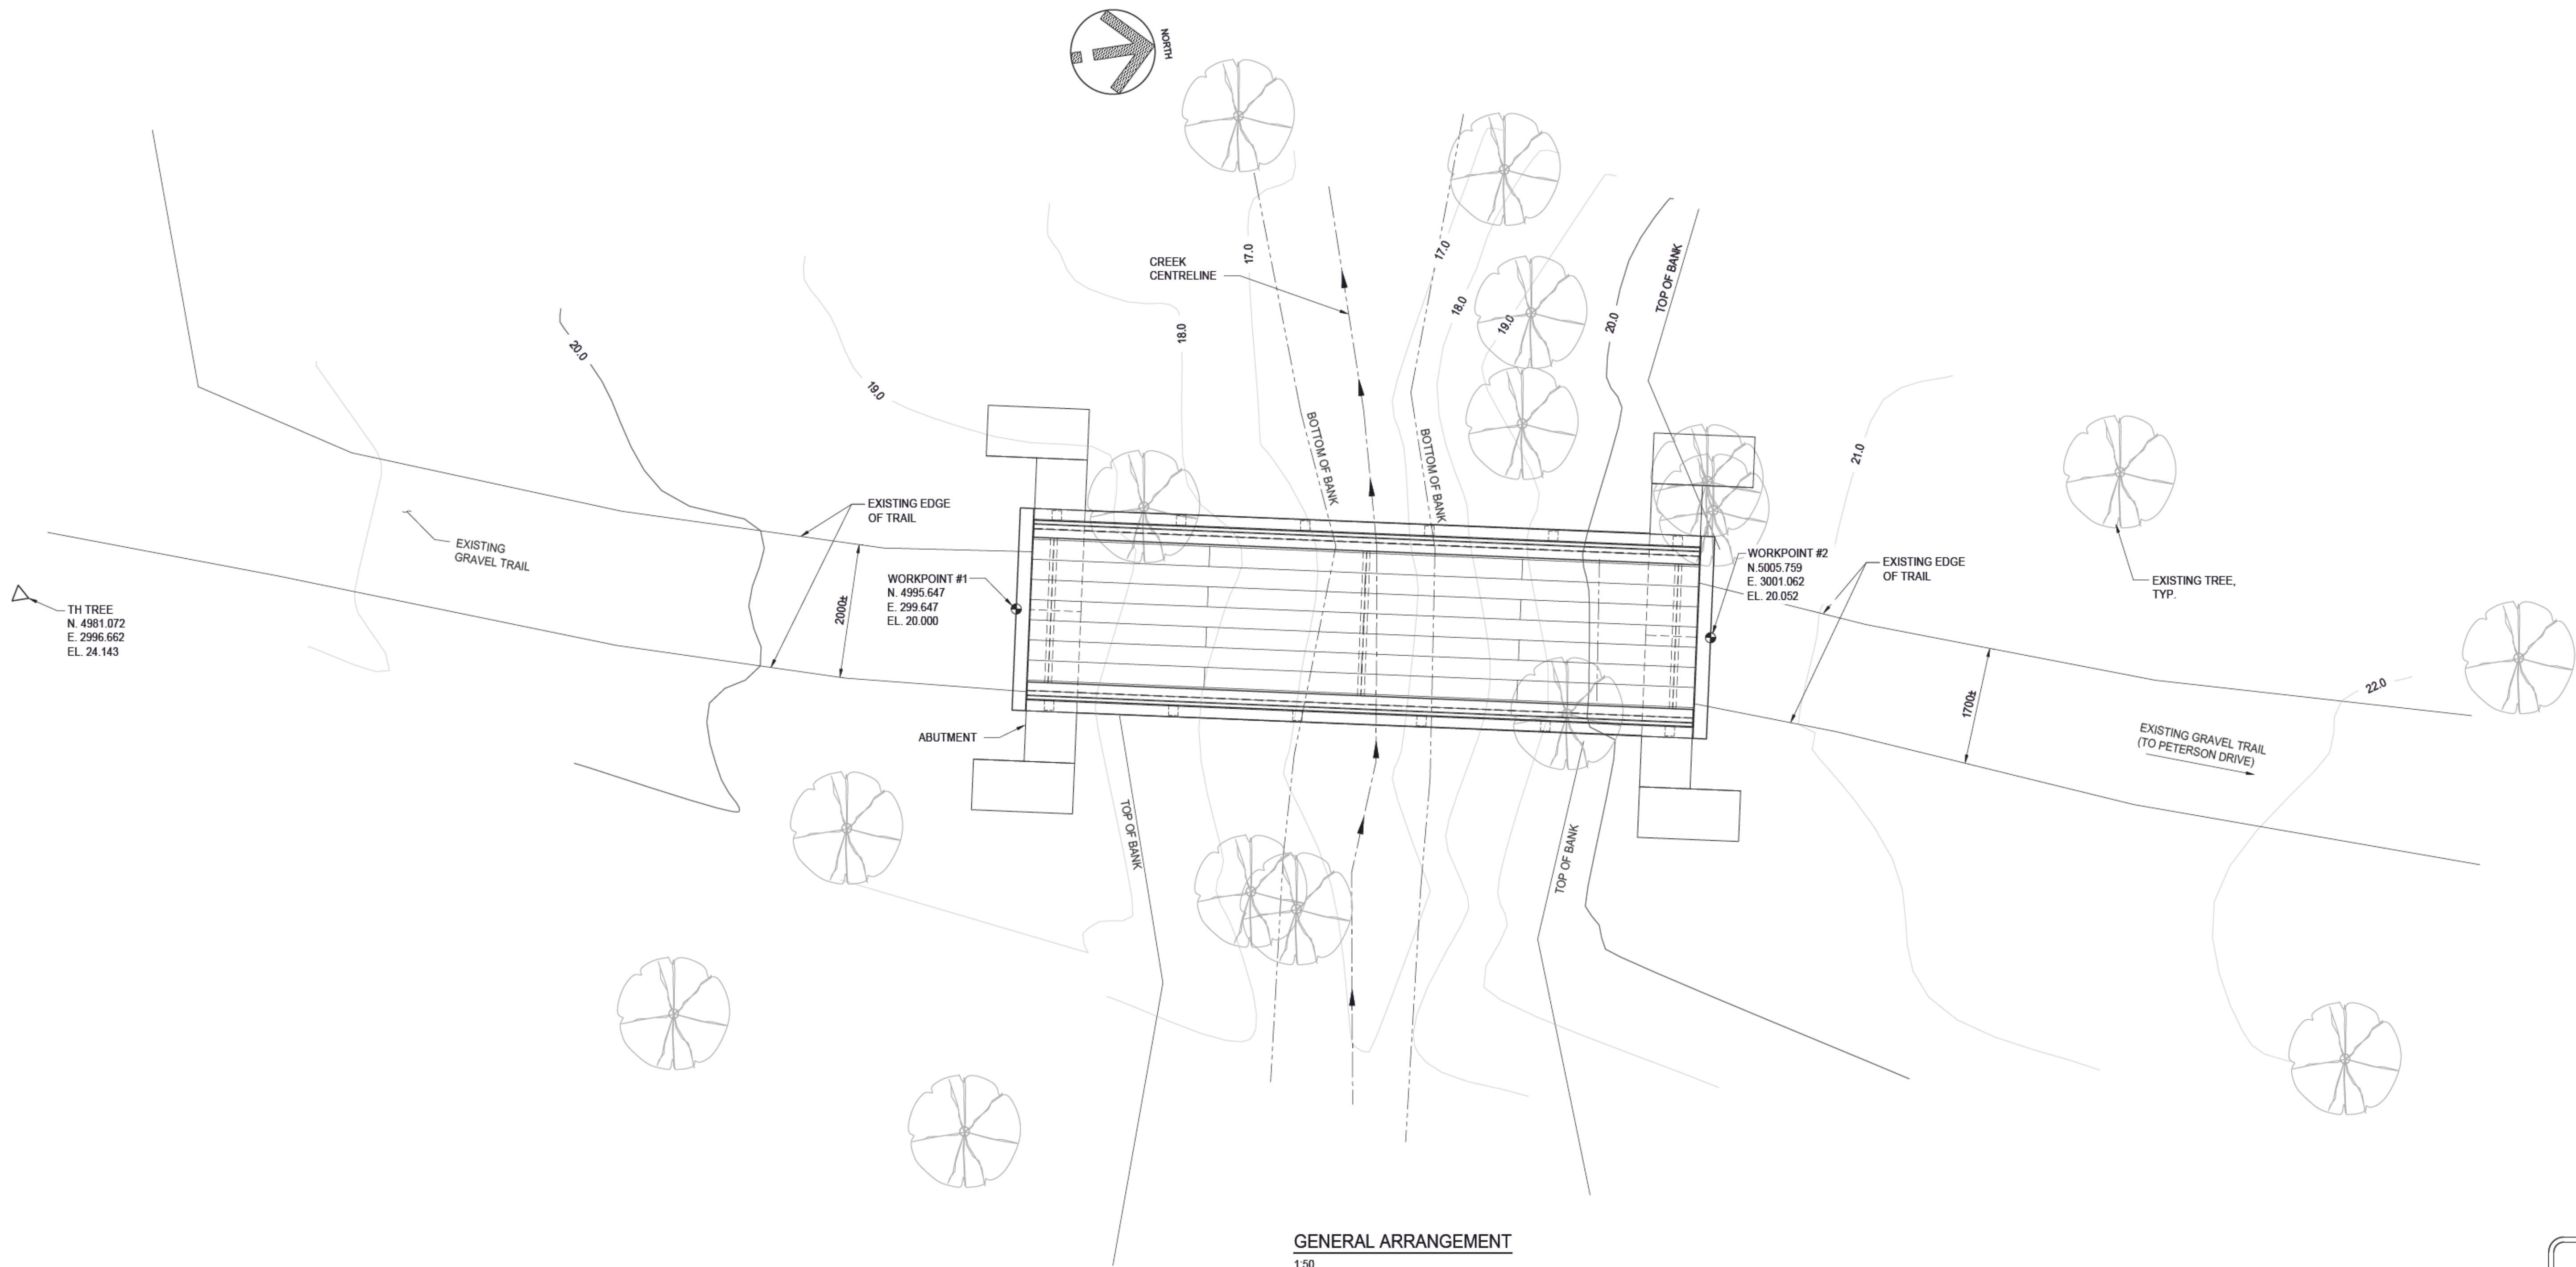 NORTH
17.0
17.0
CREEK
CENTRELINE
TOP OF BANK
18.0
19.0
20.0
18.0
20.0
19.0
BOTTOM OF BANK
BOTTOM OF BANK
21.0
EXISTING EDGE
OF TRAIL
EXISTING
GRAVEL TRAIL
WORKPOINT #2
N.5005.759
E. 3001.062
EL. 20.052
EXISTING EDGE
OF TRAIL
WORKPOINT #1
N. 4995.647
E. 299.647
EL. 20.000
2000±
EXISTING TREE,
TYP.
TH TREE
N. 4981.072
E. 2996.662
EL. 24.143
22.0
1700±
EXISTING GRAVEL TRAIL
(TO PETERSON DRIVE)
ABUTMENT
TOP OF BANK
TOP OF BANK
GENERAL ARRANGEMENT
1:50